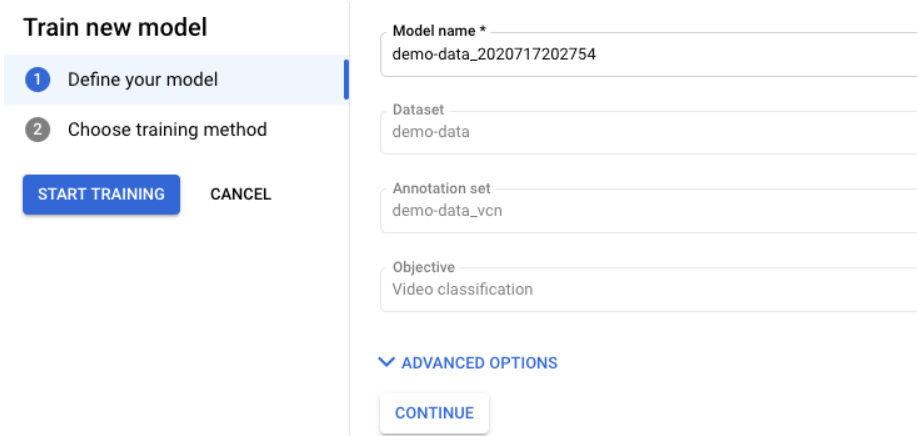 Train new model
1 Define your model
2 Choose training method
START TRAINING CANCEL
Model name *
demo-data_2020717202754
Dataset
demo-data
Annotation set
demo-data_vcn
Objective
Video classification
ADVANCED OPTIONS
CONTINUE